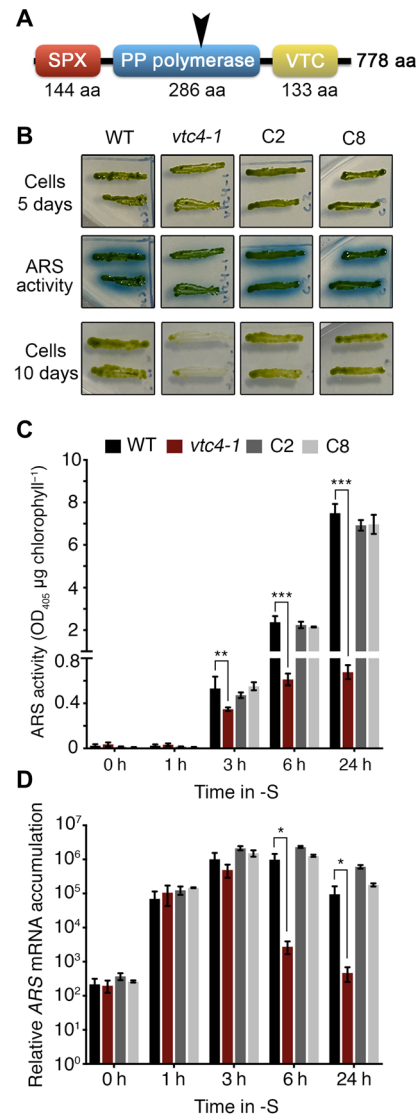 A
SPX PP polymerase VTC 778 aa
144 aa 286 aa 133 aa
B
WT vtc4-1 C2 C8
Cells
5 days
ARS
activity
Cells
10 days
C
WT vtc4-1 C2 C8
ARS activity (OD₄₀₅ µg chlorophyll⁻¹)
10
8
6
4
2
0.8
0.4
0
**
***
***
0 h 1 h 3 h 6 h 24 h
Time in -S
D
Relative ARS mRNA accumulation
10⁷
10⁶
10⁵
10⁴
10³
10²
10¹
10⁰
*
*
0 h 1 h 3 h 6 h 24 h
Time in -S